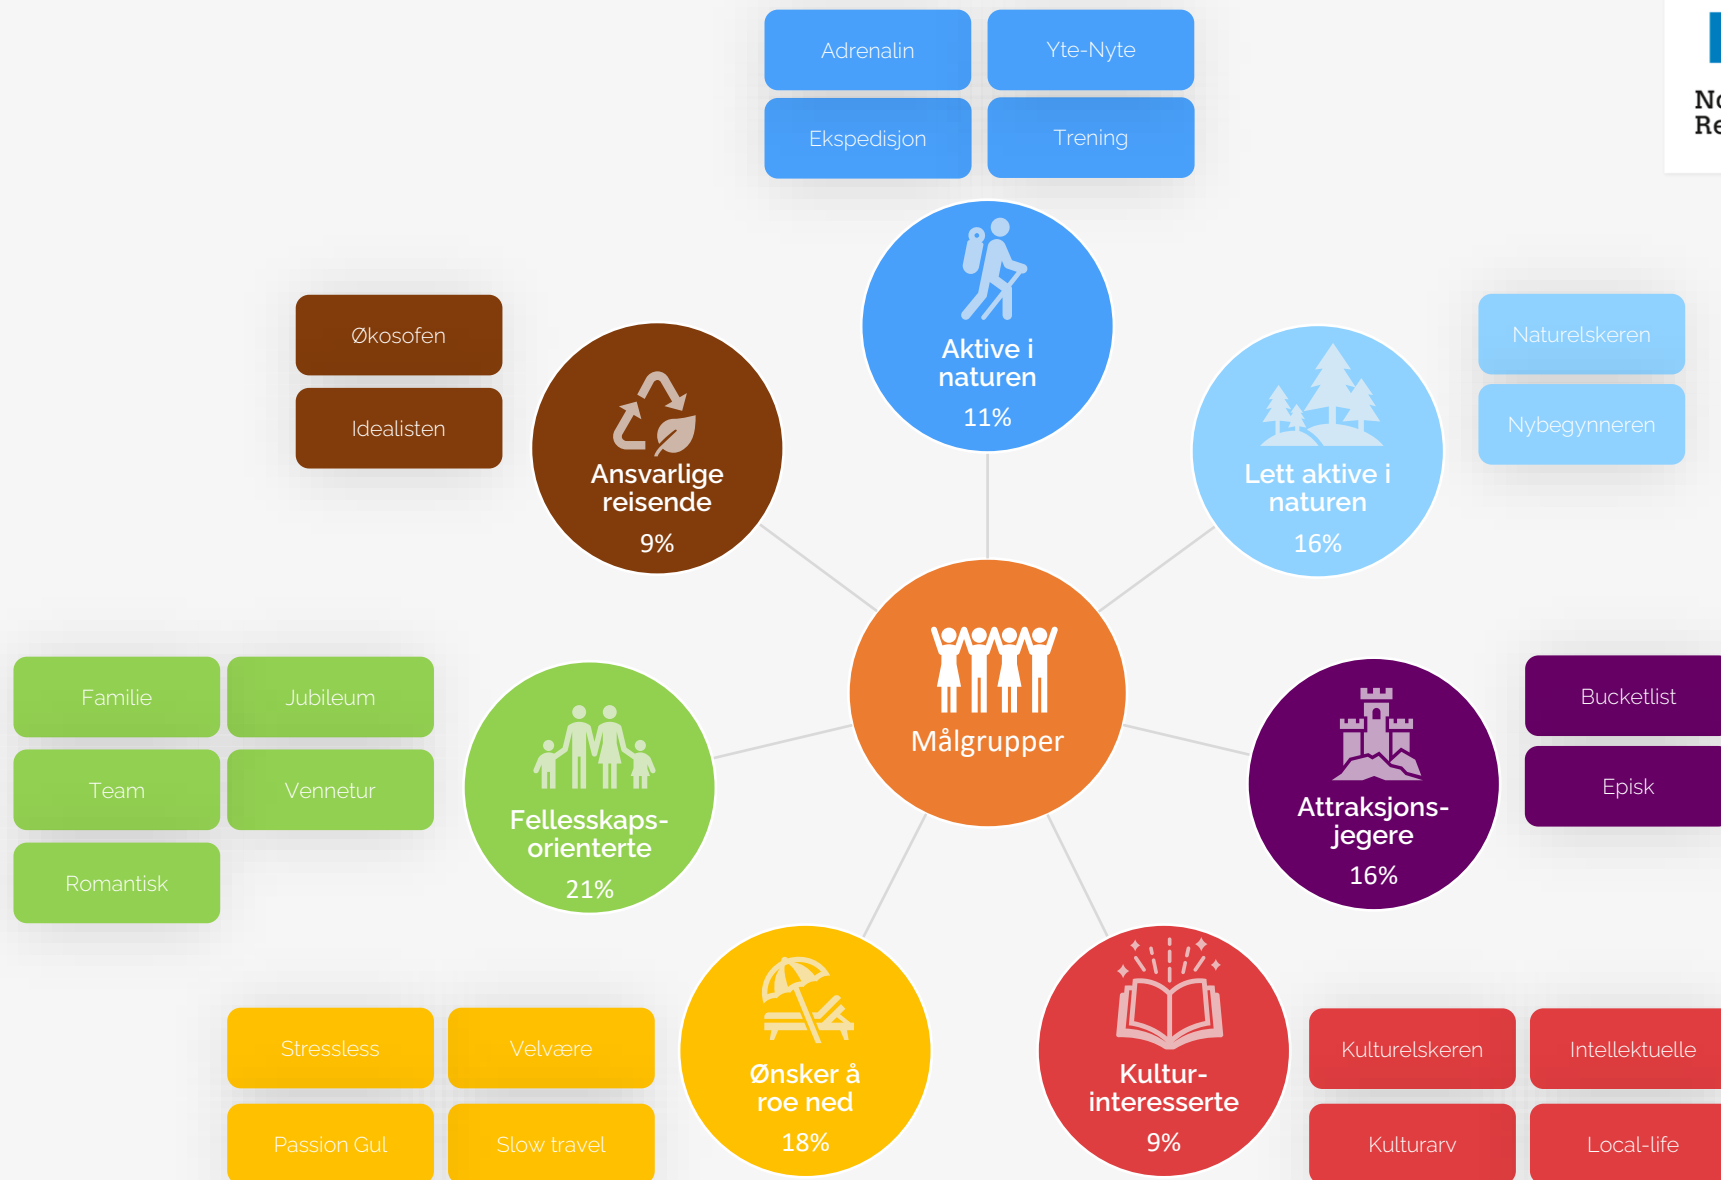 Adrenalin
Yte-Nyte
Ekspedisjon
Trening
Aktive i
naturen
11%
Økosofen
Idealisten
Ansvarlige
reisende
9%
Lett aktive i
naturen
16%
Naturelskeren
Nybegynneren
Målgrupper
Familie
Jubileum
Team
Vennetur
Romantisk
Fellesskaps-
orienterte
21%
Attraksjons-
jegere
16%
Bucketlist
Episk
Stressless
Velvære
Passion Gul
Slow travel
Ønsker å
roe ned
18%
Kultur-
interesserte
9%
Kulturelskeren
Intellektuelle
Kulturarv
Local-life